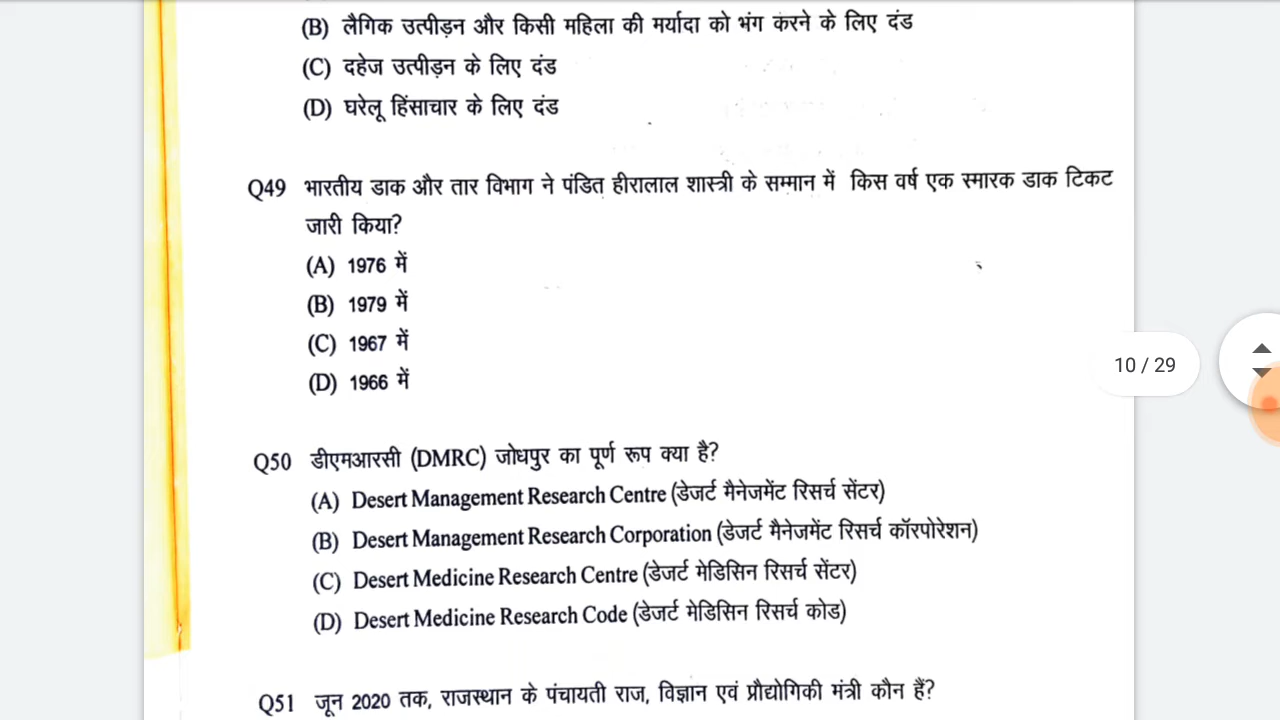 (B) लैगिक उत्पीड़न और किसी महिला की मर्यादा को भंग करने के लिए दंड
(C) दहेज उत्पीड़न के लिए दंड
(D) घरेलू हिंसाचार के लिए दंड
Q49 भारतीय डाक और तार विभाग ने पंडित हीरालाल शास्त्री के सम्मान में किस वर्ष एक स्मारक डाक टिकट
जारी किया?
(A) 1976 में
(B) 1979 में
(C) 1967 में
(D) 1966 में
10 / 29
Q50 डीएमआरसी (DMRC) जोधपुर का पूर्ण रूप क्या है?
(A) Desert Management Research Centre (डेजर्ट मैनेजमेंट रिसर्च सेंटर)
(B) Desert Management Research Corporation (डेजर्ट मैनेजमेंट रिसर्च कॉरपोरेशन)
(C) Desert Medicine Research Centre (डेजर्ट मेडिसिन रिसर्च सेंटर)
(D) Desert Medicine Research Code (डेजर्ट मेडिसिन रिसर्च कोड)
Q51 जून 2020 तक, राजस्थान के पंचायती राज, विज्ञान एवं प्रौद्योगिकी मंत्री कौन हैं?